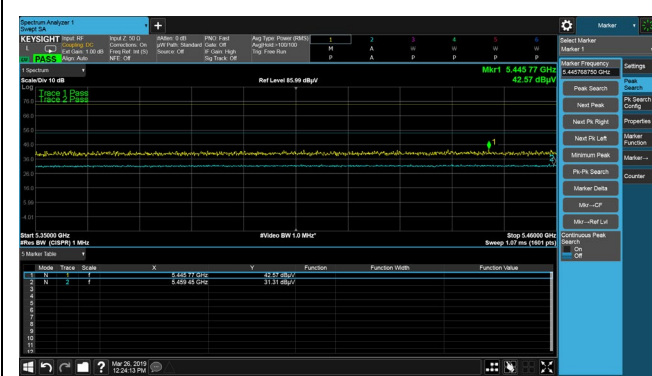 Spectrum Analyzer 1
Swept SA
+
Marker
KEYSIGHT Input: RF Input Z: 50 Ω #Atten: 0 dB PNO: Fast Avg Type: Power (RMS) 1 2 3 4 5 6
L Coupling: DC Corrections: On µW Path: Standard Gate: Off Avg|Hold:>100/100 M A W W W W
Ext Gain: 1.00 dB Freq Ref: Int (S) Source: Off IF Gain: High Trig: Free Run
PASS Align: Auto NFE: Off Sig Track: Off P A P P P P
1 Spectrum
Mkr1 5.445 77 GHz
Scale/Div 10 dB Ref Level 85.99 dBµV 42.57 dBµV
Log
Trace 1 Pass
Trace 2 Pass
1
Start 5.35000 GHz #Video BW 1.0 MHz* Stop 5.46000 GHz
#Res BW (CISPR) 1 MHz Sweep 1.07 ms (1601 pts)
5 Marker Table
Mode Trace Scale X Y Function Function Width Function Value
1 N 1 f 5.445 77 GHz 42.57 dBµV
2 N 2 f 5.459 45 GHz 31.31 dBµV
3
4
5
6
7
8
9
10
11
12
Mar 26, 2019
12:24:13 PM
Select Marker
Marker 1
Marker Frequency
5.445768750 GHz
Peak Search
Next Peak
Next Pk Right
Next Pk Left
Minimum Peak
Pk-Pk Search
Marker Delta
Mkr→CF
Mkr→Ref Lvl
Continuous Peak
Search
On
Off
Settings
Peak
Search
Pk Search
Config
Properties
Marker
Function
Marker→
Counter